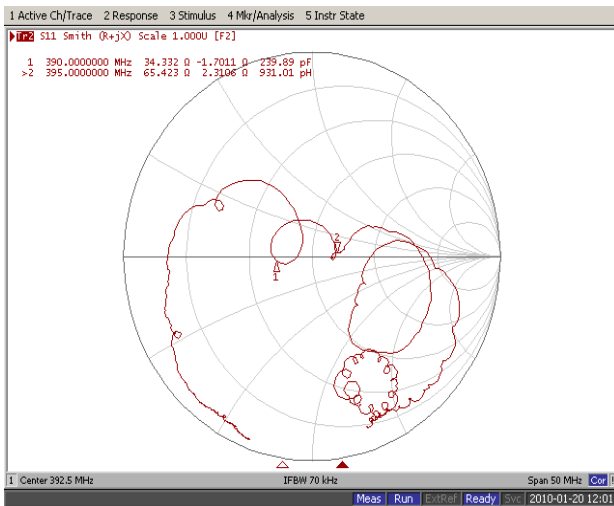 1 Active Ch/Trace 2 Response 3 Stimulus 4 Mkr/Analysis 5 Instr State
Tr2 S11 Smith (R+jX) Scale 1.000U [F2]
1 390.0000000 MHz 34.332 Ω -1.7011 Ω 239.89 pF
>2 395.0000000 MHz 65.423 Ω 2.3106 Ω 931.01 pH
2
1
1 Center 392.5 MHz IFBW 70 kHz Span 50 MHz Cor !
Meas Run ExtRef Ready Svc 2010-01-20 12:01